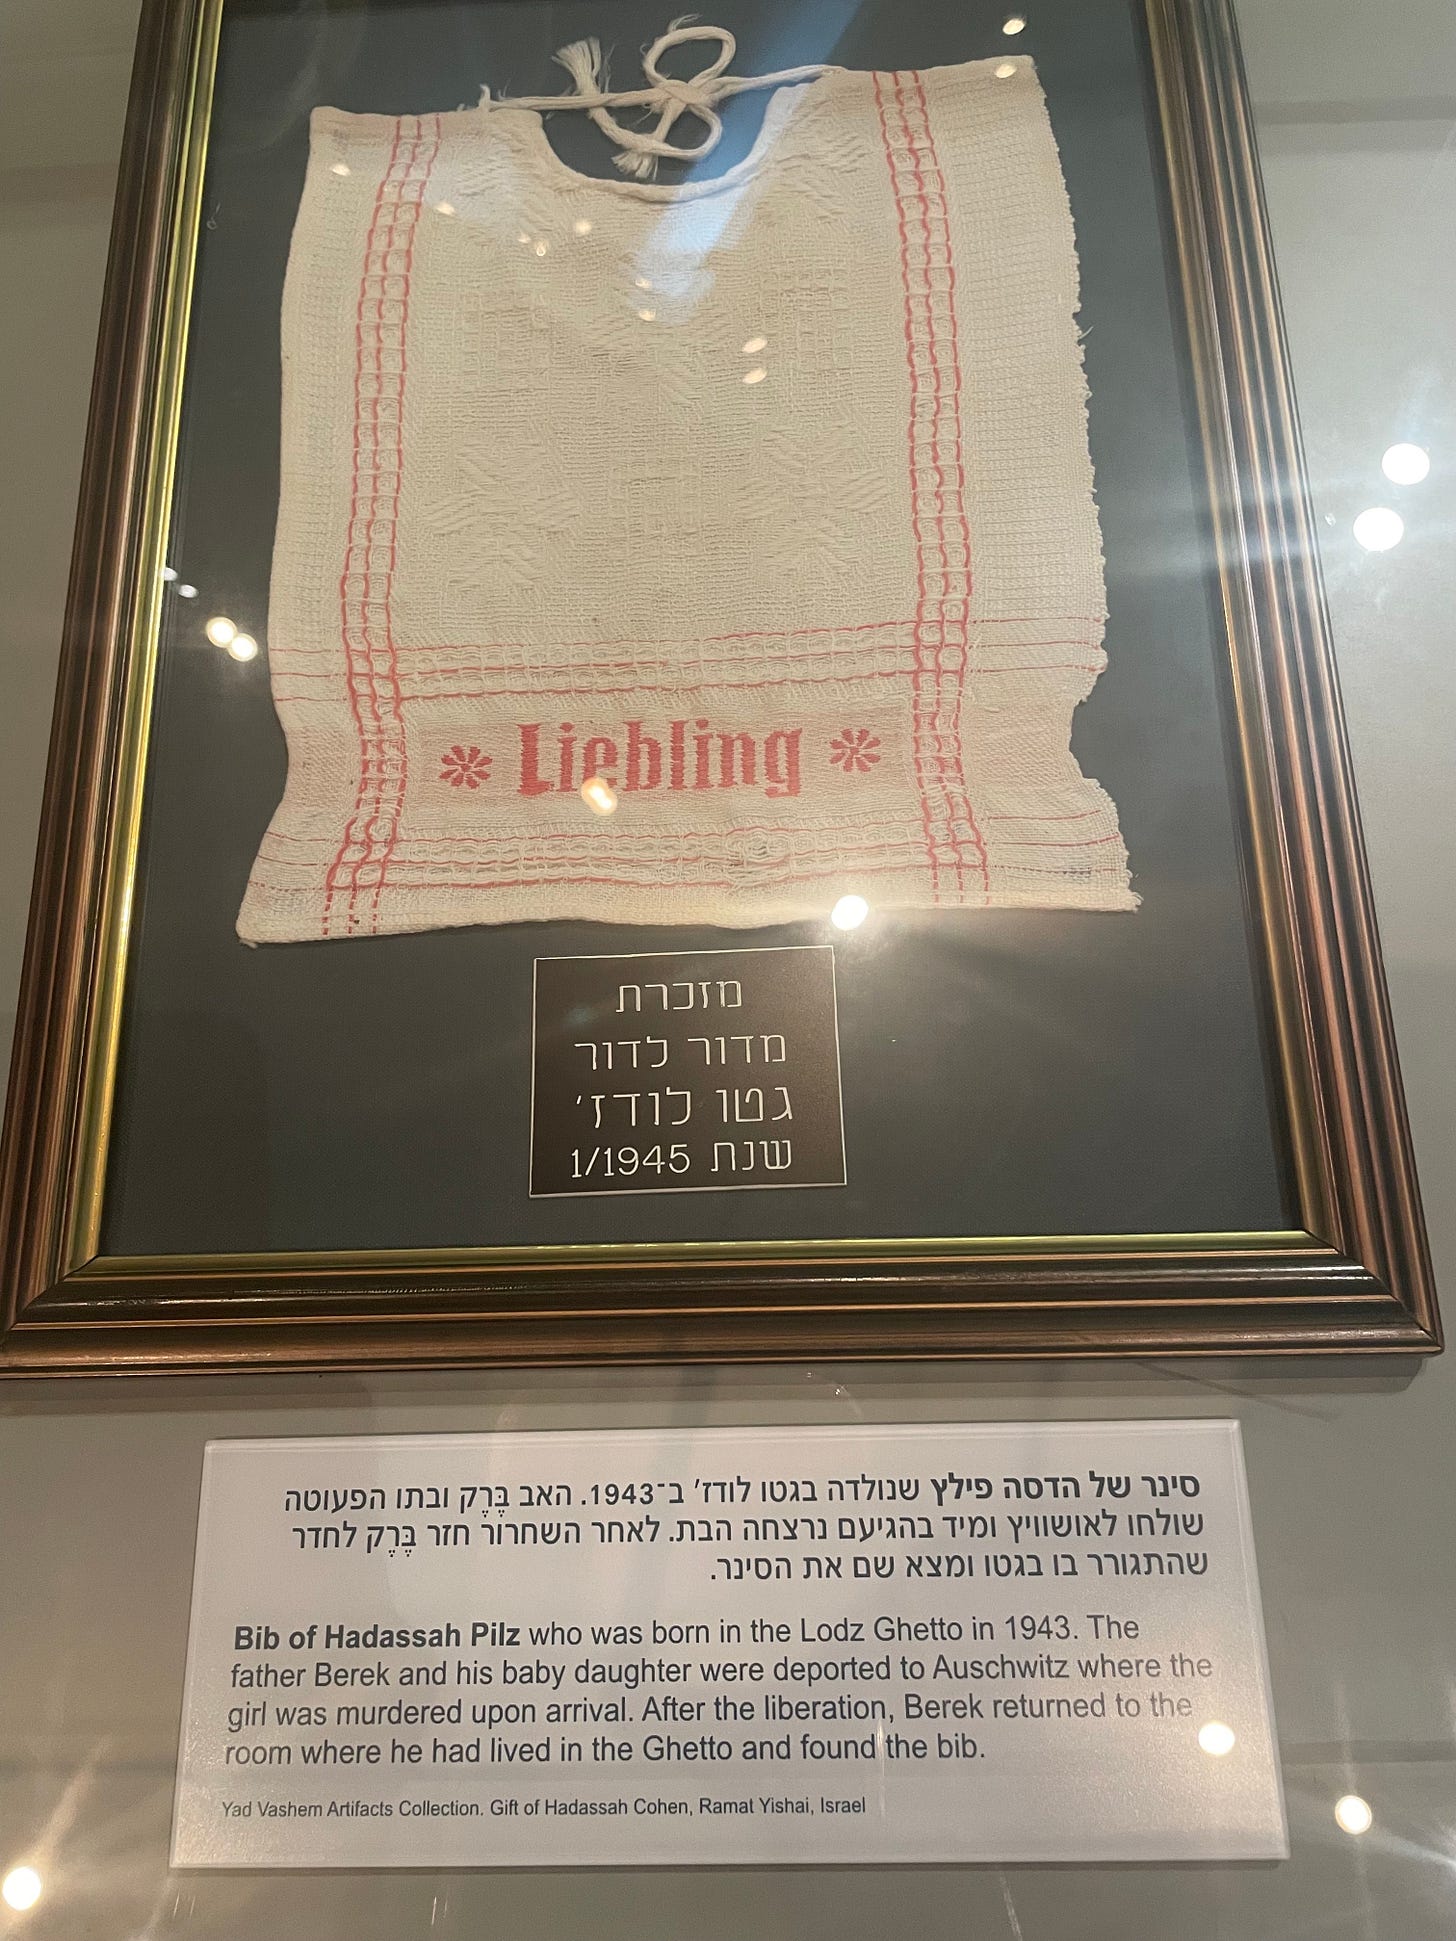 Liebling
מזכרת
מדור לדור
גטו לודז'
שנת 1/1945
סינר של הדסה פילץ שנולדה בגטו לודז' ב־1943. האב בֶּרֶק ובתו הפעוטה
שולחו לאושוויץ ומיד בהגיעם נרצחה הבת. לאחר השחרור חזר בֶּרֶק לחדר
שהתגורר בו בגטו ומצא שם את הסינר.
Bib of Hadassah Pilz who was born in the Lodz Ghetto in 1943. The
father Berek and his baby daughter were deported to Auschwitz where the
girl was murdered upon arrival. After the liberation, Berek returned to the
room where he had lived in the Ghetto and found the bib.
Yad Vashem Artifacts Collection. Gift of Hadassah Cohen, Ramat Yishai, Israel